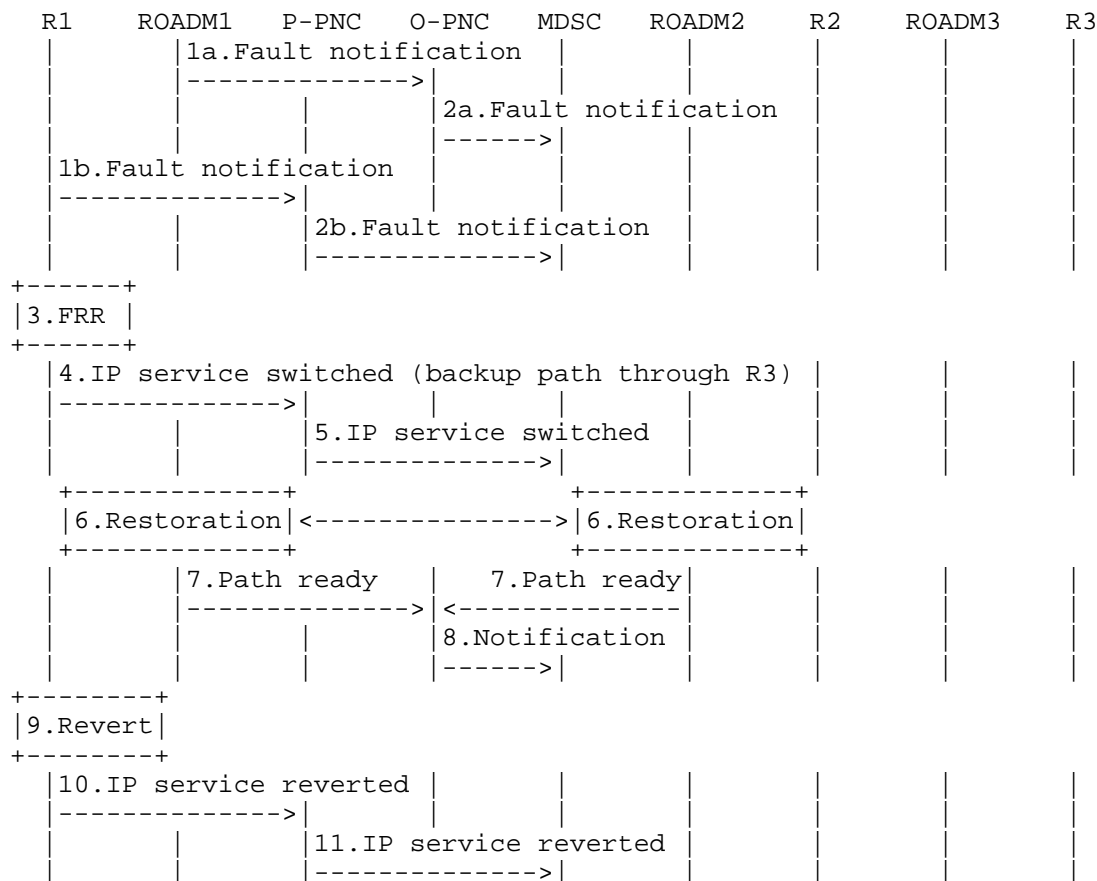 R1 ROADM1 P-PNC O-PNC MDSC ROADM2 R2 ROADM3 R3
1a.Fault notification
2a.Fault notification
1b.Fault notification
2b.Fault notification
3.FRR
4.IP service switched (backup path through R3)
5.IP service switched
6.Restoration 6.Restoration
7.Path ready 7.Path ready
8.Notification
9.Revert
10.IP service reverted
11.IP service reverted